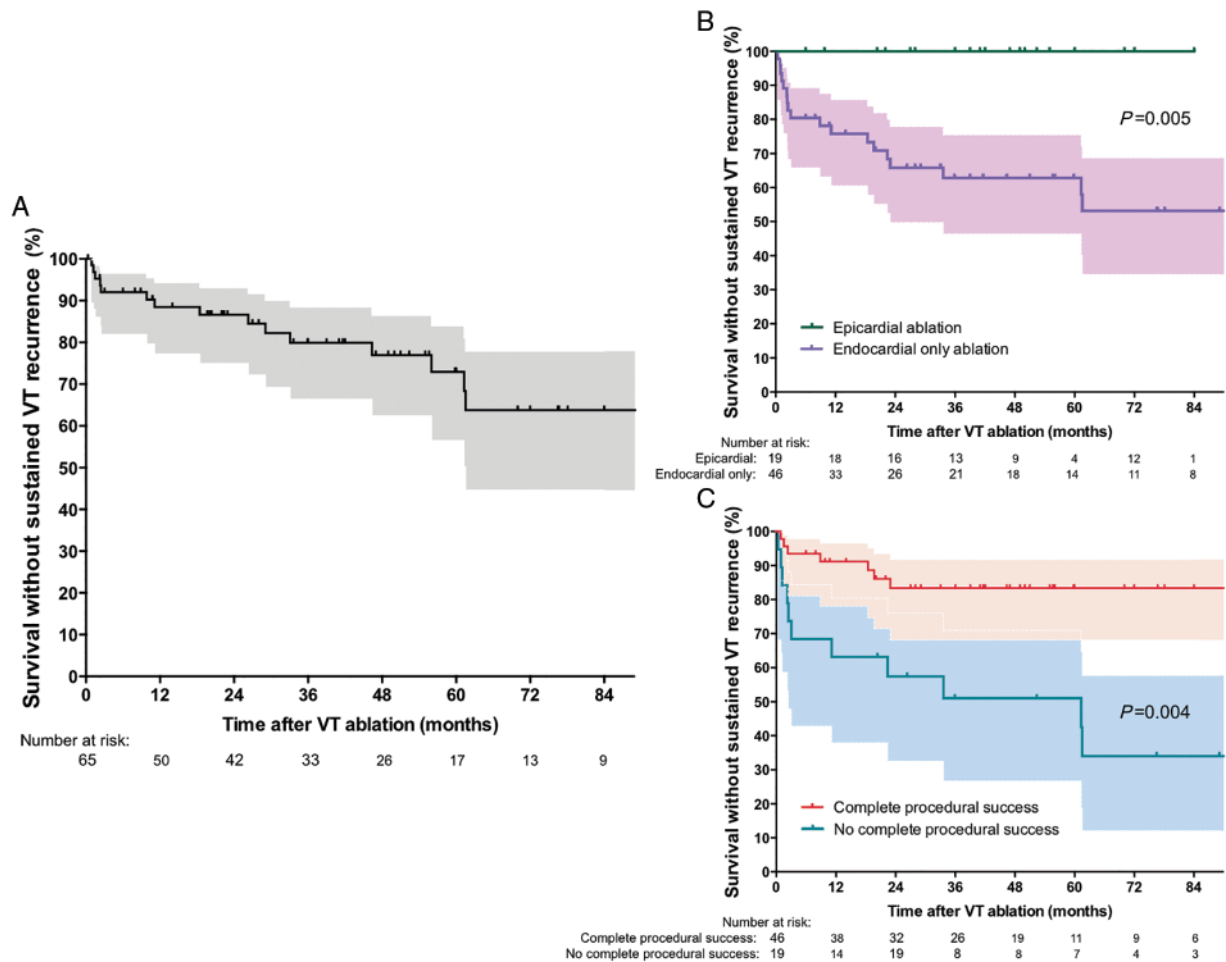 A
Survival without sustained VT recurrence (%)
100
90
80
70
60
50
40
30
20
10
0
0 12 24 36 48 60 72 84
Time after VT ablation (months)
Number at risk:
65 50 42 33 26 17 13 9
B
Survival without sustained VT recurrence (%)
100
90
80
70
60
50
40
30
20
10
0
P=0.005
Epicardial ablation
Endocardial only ablation
0 12 24 36 48 60 72 84
Time after VT ablation (months)
Number at risk:
Epicardial: 19 18 16 13 9 4 12 1
Endocardial only: 46 33 26 21 18 14 11 8
C
Survival without sustained VT recurrence (%)
100
90
80
70
60
50
40
30
20
10
0
P=0.004
Complete procedural success
No complete procedural success
0 12 24 36 48 60 72 84
Time after VT ablation (months)
Number at risk:
Complete procedural success: 46 38 32 26 19 11 9 6
No complete procedural success: 19 14 19 8 8 7 4 3